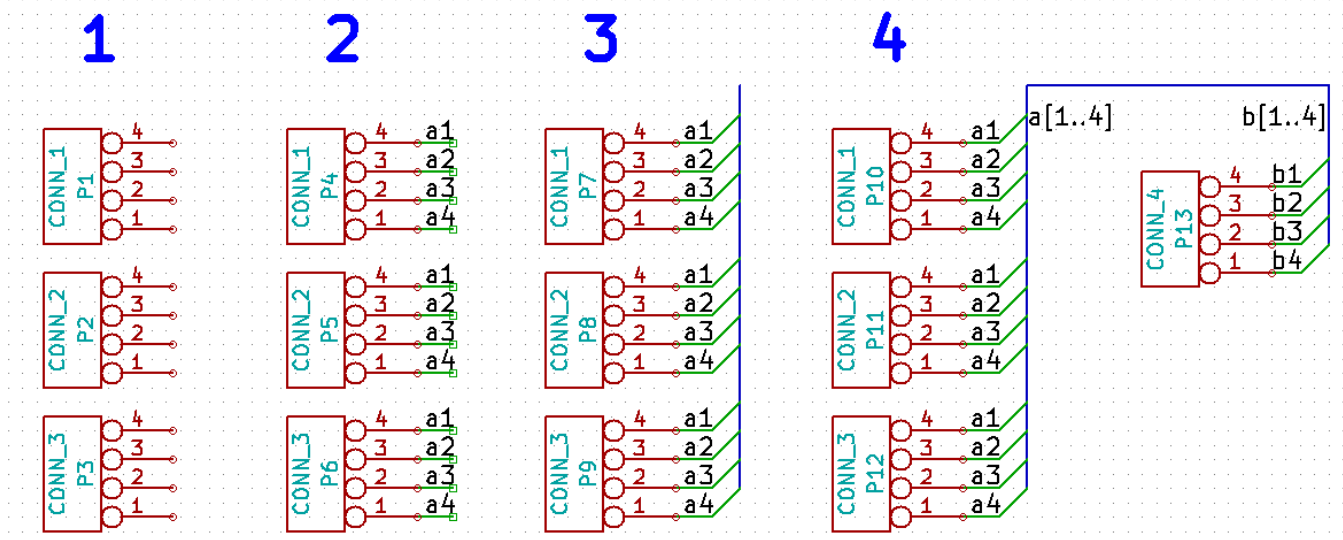 1 2 3 4
CONN_1
P1
4
3
2
1
CONN_2
P2
4
3
2
1
CONN_3
P3
4
3
2
1
CONN_1
P4
4 a1
3 a2
2 a3
1 a4
CONN_2
P5
4 a1
3 a2
2 a3
1 a4
CONN_3
P6
4 a1
3 a2
2 a3
1 a4
CONN_1
P7
4 a1
3 a2
2 a3
1 a4
CONN_2
P8
4 a1
3 a2
2 a3
1 a4
CONN_3
P9
4 a1
3 a2
2 a3
1 a4
CONN_1
P10
4 a1
3 a2
2 a3
1 a4
CONN_2
P11
4 a1
3 a2
2 a3
1 a4
CONN_3
P12
4 a1
3 a2
2 a3
1 a4
a[1..4]
b[1..4]
CONN_4
P13
4 b1
3 b2
2 b3
1 b4